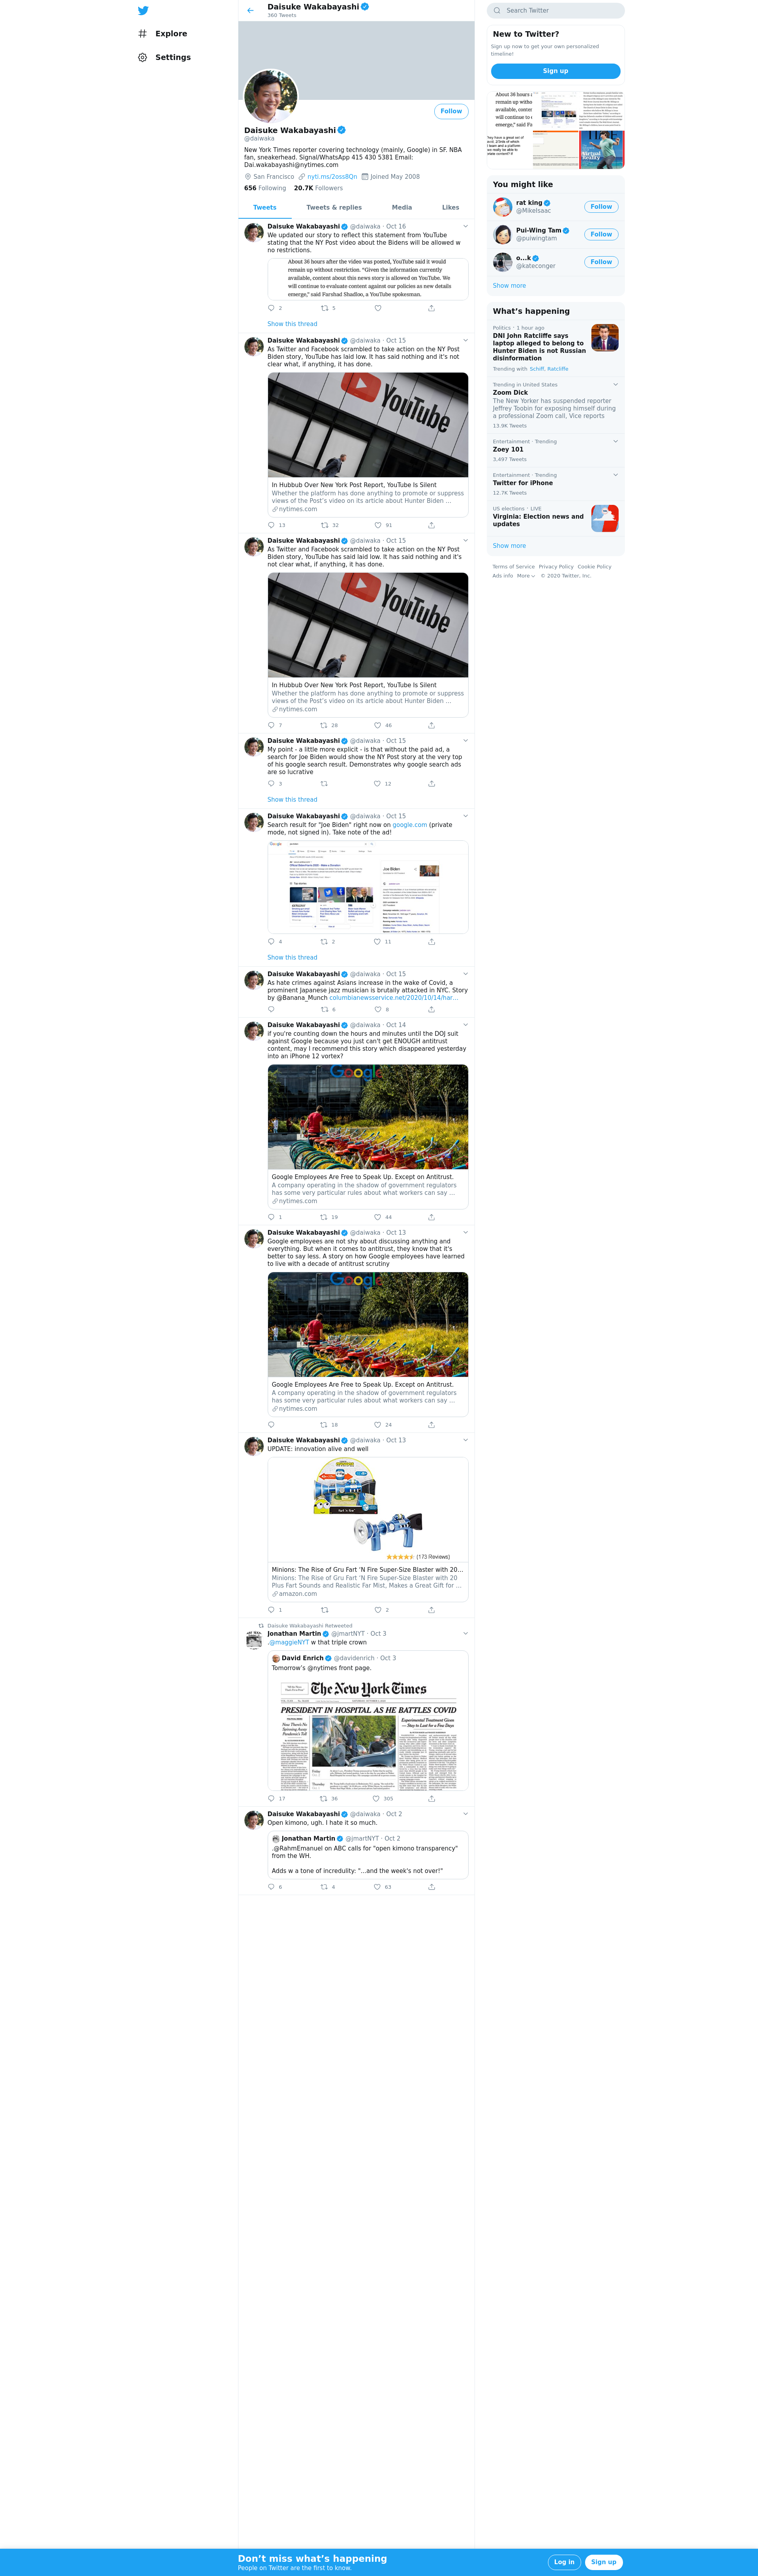 Explore
Settings
Daisuke Wakabayashi
360 Tweets
Follow
Daisuke Wakabayashi
@daiwaka
New York Times reporter covering technology (mainly, Google) in SF. NBA
fan, sneakerhead. Signal/WhatsApp 415 430 5381 Email:
Dai.wakabayashi@nytimes.com
San Francisco nyti.ms/2oss8Qn Joined May 2008
656 Following 20.7K Followers
Tweets Tweets & replies Media Likes
Daisuke Wakabayashi @daiwaka · Oct 16
We updated our story to reflect this statement from YouTube
stating that the NY Post video about the Bidens will be allowed w
no restrictions.
About 36 hours after the video was posted, YouTube said it would
remain up without restriction. "Given the information currently
available, content about this news story is allowed on YouTube. We
will continue to evaluate content against our policies as new details
emerge," said Farshad Shadloo, a YouTube spokesman.
2 5
Show this thread
Daisuke Wakabayashi @daiwaka · Oct 15
As Twitter and Facebook scrambled to take action on the NY Post
Biden story, YouTube has laid low. It has said nothing and it's not
clear what, if anything, it has done.
YouTube
In Hubbub Over New York Post Report, YouTube Is Silent
Whether the platform has done anything to promote or suppress
views of the Post's video on its article about Hunter Biden ...
nytimes.com
13 32 91
Daisuke Wakabayashi @daiwaka · Oct 15
As Twitter and Facebook scrambled to take action on the NY Post
Biden story, YouTube has said laid low. It has said nothing and it's
not clear what, if anything, it has done.
YouTube
In Hubbub Over New York Post Report, YouTube Is Silent
Whether the platform has done anything to promote or suppress
views of the Post's video on its article about Hunter Biden ...
nytimes.com
7 28 46
Daisuke Wakabayashi @daiwaka · Oct 15
My point - a little more explicit - is that without the paid ad, a
search for Joe Biden would show the NY Post story at the very top
of his google search result. Demonstrates why google search ads
are so lucrative
3 12
Show this thread
Daisuke Wakabayashi @daiwaka · Oct 15
Search result for "Joe Biden" right now on google.com (private
mode, not signed in). Take note of the ad!
Google
Top stories
Joe Biden
4 2 11
Show this thread
Daisuke Wakabayashi @daiwaka · Oct 15
As hate crimes against Asians increase in the wake of Covid, a
prominent Japanese jazz musician is brutally attacked in NYC. Story
by @Banana_Munch columbianewsservice.net/2020/10/14/har...
6 8
Daisuke Wakabayashi @daiwaka · Oct 14
if you're counting down the hours and minutes until the DOJ suit
against Google because you just can't get ENOUGH antitrust
content, may I recommend this story which disappeared yesterday
into an iPhone 12 vortex?
Google
Google Employees Are Free to Speak Up. Except on Antitrust.
A company operating in the shadow of government regulators
has some very particular rules about what workers can say ...
nytimes.com
1 19 44
Daisuke Wakabayashi @daiwaka · Oct 13
Google employees are not shy about discussing anything and
everything. But when it comes to antitrust, they know that it's
better to say less. A story on how Google employees have learned
to live with a decade of antitrust scrutiny
Google
Google Employees Are Free to Speak Up. Except on Antitrust.
A company operating in the shadow of government regulators
has some very particular rules about what workers can say ...
nytimes.com
18 24
Daisuke Wakabayashi @daiwaka · Oct 13
UPDATE: innovation alive and well
(173 Reviews)
Minions: The Rise of Gru Fart 'N Fire Super-Size Blaster with 20...
Minions: The Rise of Gru Fart 'N Fire Super-Size Blaster with 20
Plus Fart Sounds and Realistic Far Mist, Makes a Great Gift for ...
amazon.com
1 2
Daisuke Wakabayashi Retweeted
Jonathan Martin @jmartNYT · Oct 3
.@maggieNYT w that triple crown
David Enrich @davidenrich · Oct 3
Tomorrow's @nytimes front page.
The New York Times
PRESIDENT IN HOSPITAL AS HE BATTLES COVID
Experimental Treatment Given
— Stay to Last for a Few Days
17 36 305
Daisuke Wakabayashi @daiwaka · Oct 2
Open kimono, ugh. I hate it so much.
Jonathan Martin @jmartNYT · Oct 2
.@RahmEmanuel on ABC calls for "open kimono transparency"
from the WH.
Adds w a tone of incredulity: "...and the week's not over!"
6 4 63
Search Twitter
New to Twitter?
Sign up now to get your own personalized
timeline!
Sign up
About 36 hours
remain up witho
available, conte
will continue to
emerge," said Fa
Virtual
Reality
You might like
rat king
@MikeIsaac
Follow
Pui-Wing Tam
@puiwingtam
Follow
o...k
@kateconger
Follow
Show more
What's happening
Politics · 1 hour ago
DNI John Ratcliffe says
laptop alleged to belong to
Hunter Biden is not Russian
disinformation
Trending with Schiff, Ratcliffe
Trending in United States
Zoom Dick
The New Yorker has suspended reporter
Jeffrey Toobin for exposing himself during
a professional Zoom call, Vice reports
13.9K Tweets
Entertainment · Trending
Zoey 101
3,497 Tweets
Entertainment · Trending
Twitter for iPhone
12.7K Tweets
US elections · LIVE
Virginia: Election news and
updates
Show more
Terms of Service Privacy Policy Cookie Policy
Ads info More © 2020 Twitter, Inc.
Don't miss what's happening
People on Twitter are the first to know.
Log in
Sign up